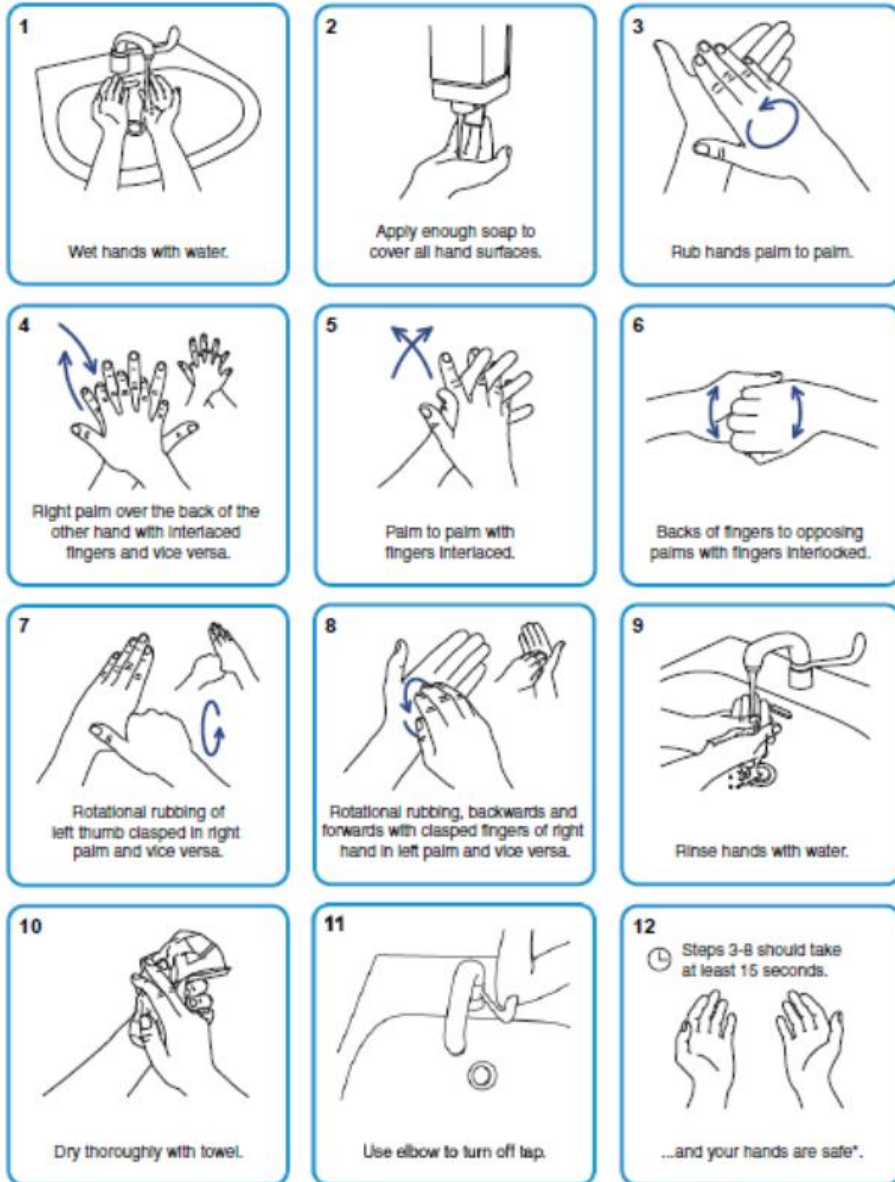 1
Wet hands with water.
2
Apply enough soap to
cover all hand surfaces.
3
Rub hands palm to palm.
4
Right palm over the back of the
other hand with interlaced
fingers and vice versa.
5
Palm to palm with
fingers interlaced.
6
Backs of fingers to opposing
palms with fingers interlocked.
7
Rotational rubbing of
left thumb clasped in right
palm and vice versa.
8
Rotational rubbing, backwards and
forwards with clasped fingers of right
hand in left palm and vice versa.
9
Rinse hands with water.
10
Dry thoroughly with towel.
11
Use elbow to turn off tap.
12
Steps 3-8 should take
at least 15 seconds.
...and your hands are safe*.